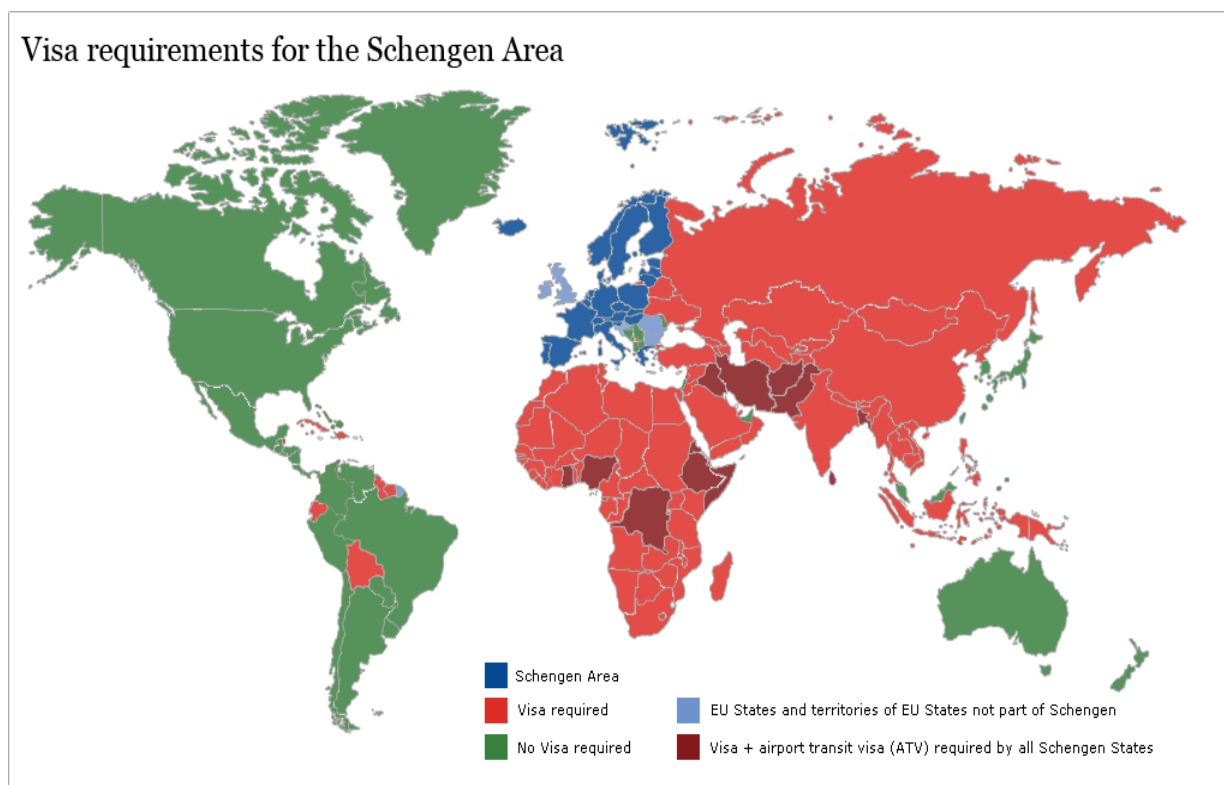 Visa requirements for the Schengen Area
Schengen Area
Visa required
EU States and territories of EU States not part of Schengen
No Visa required
Visa + airport transit visa (ATV) required by all Schengen States